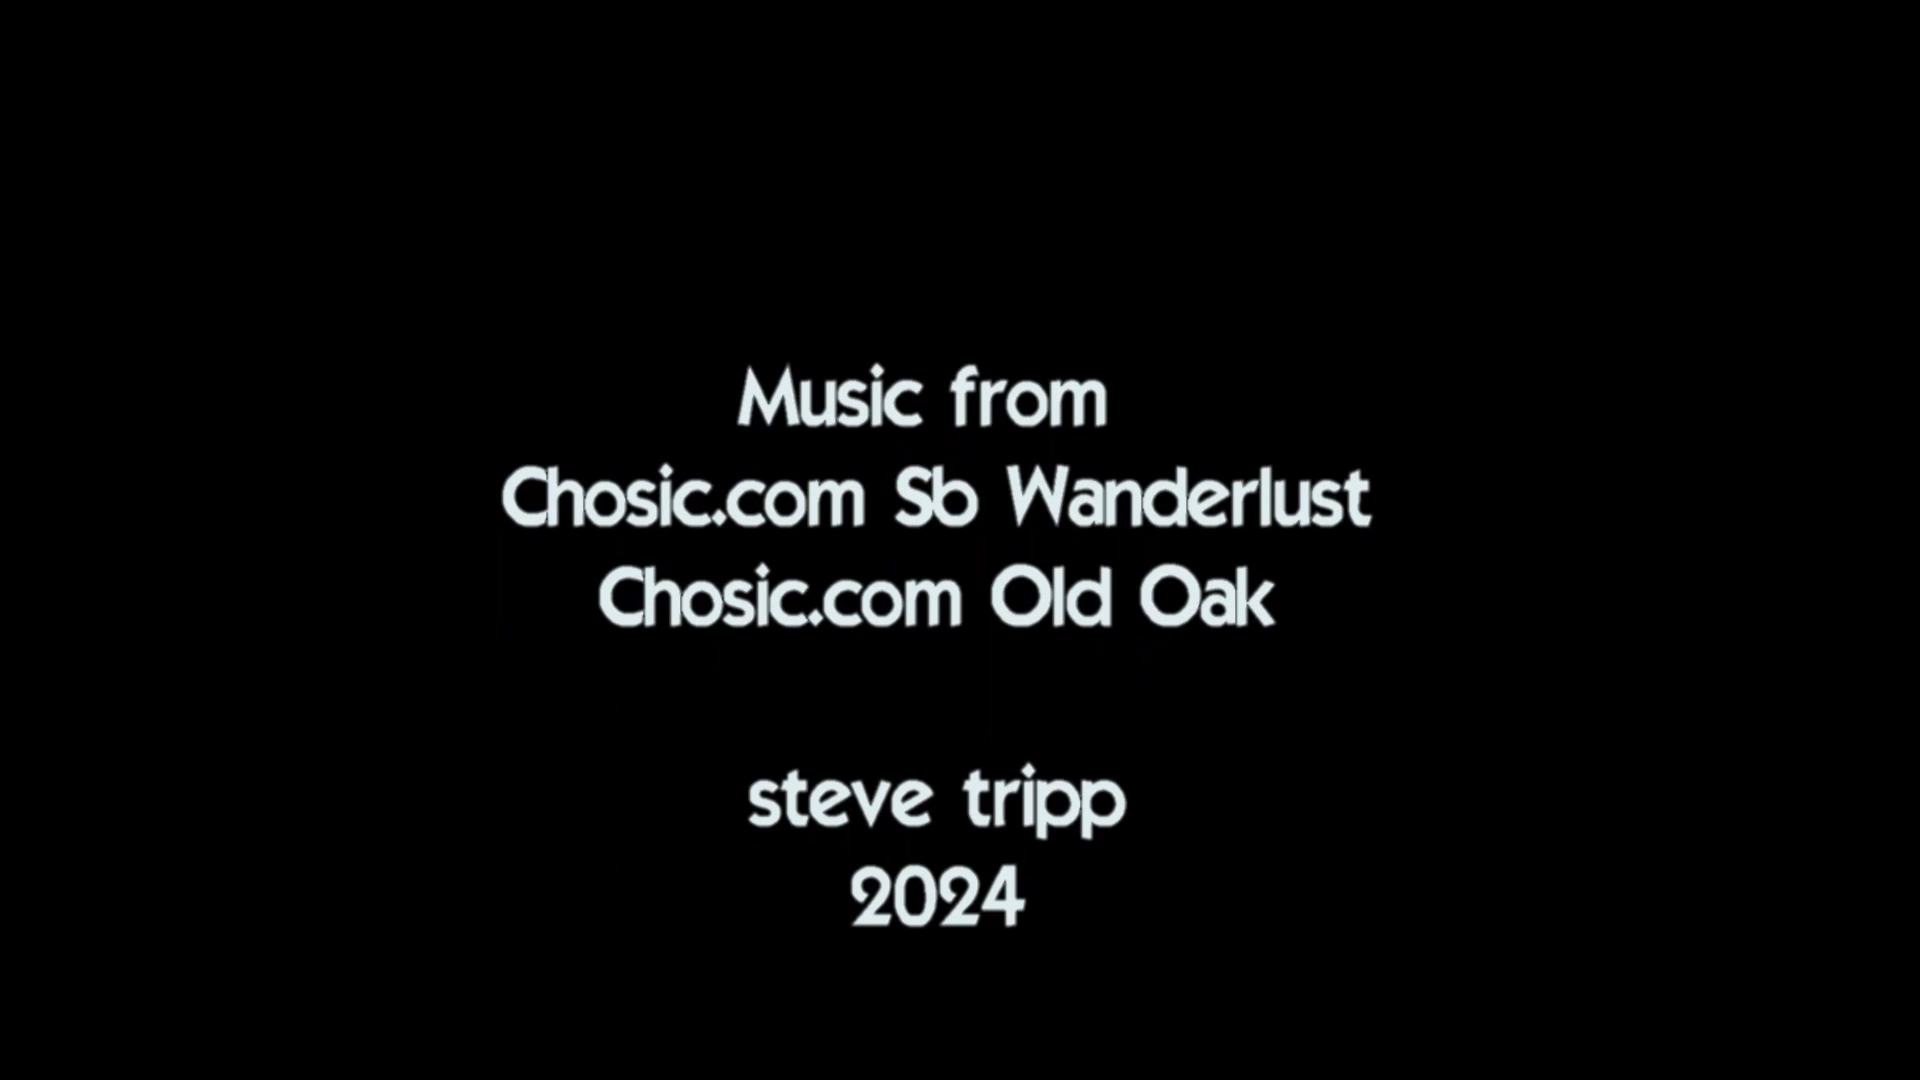 Music from
Chosic.com Sb Wanderlust
Chosic.com Old Oak
steve tripp
2024